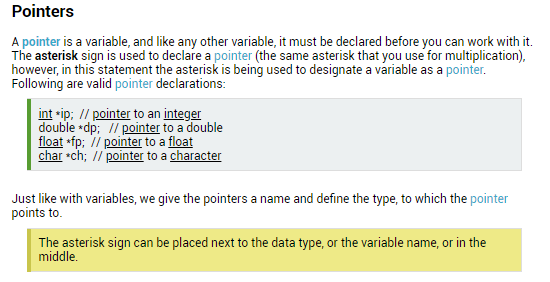 Pointers
A pointer is a variable, and like any other variable, it must be declared before you can work with it.
The asterisk sign is used to declare a pointer (the same asterisk that you use for multiplication),
however, in this statement the asterisk is being used to designate a variable as a pointer.
Following are valid pointer declarations:
int *ip; // pointer to an integer
double *dp; // pointer to a double
float *fp; // pointer to a float
char *ch; // pointer to a character
Just like with variables, we give the pointers a name and define the type, to which the pointer
points to.
The asterisk sign can be placed next to the data type, or the variable name, or in the
middle.